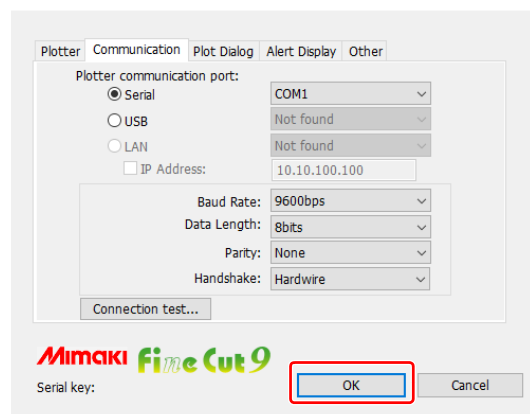 Plotter Communication Plot Dialog Alert Display Other
Plotter communication port:
Serial COM1
USB Not found
LAN Not found
IP Address: 10.10.100.100
Baud Rate: 9600bps
Data Length: 8bits
Parity: None
Handshake: Hardwire
Connection test...
Mimaki Fine Cut 9
Serial key: OK Cancel